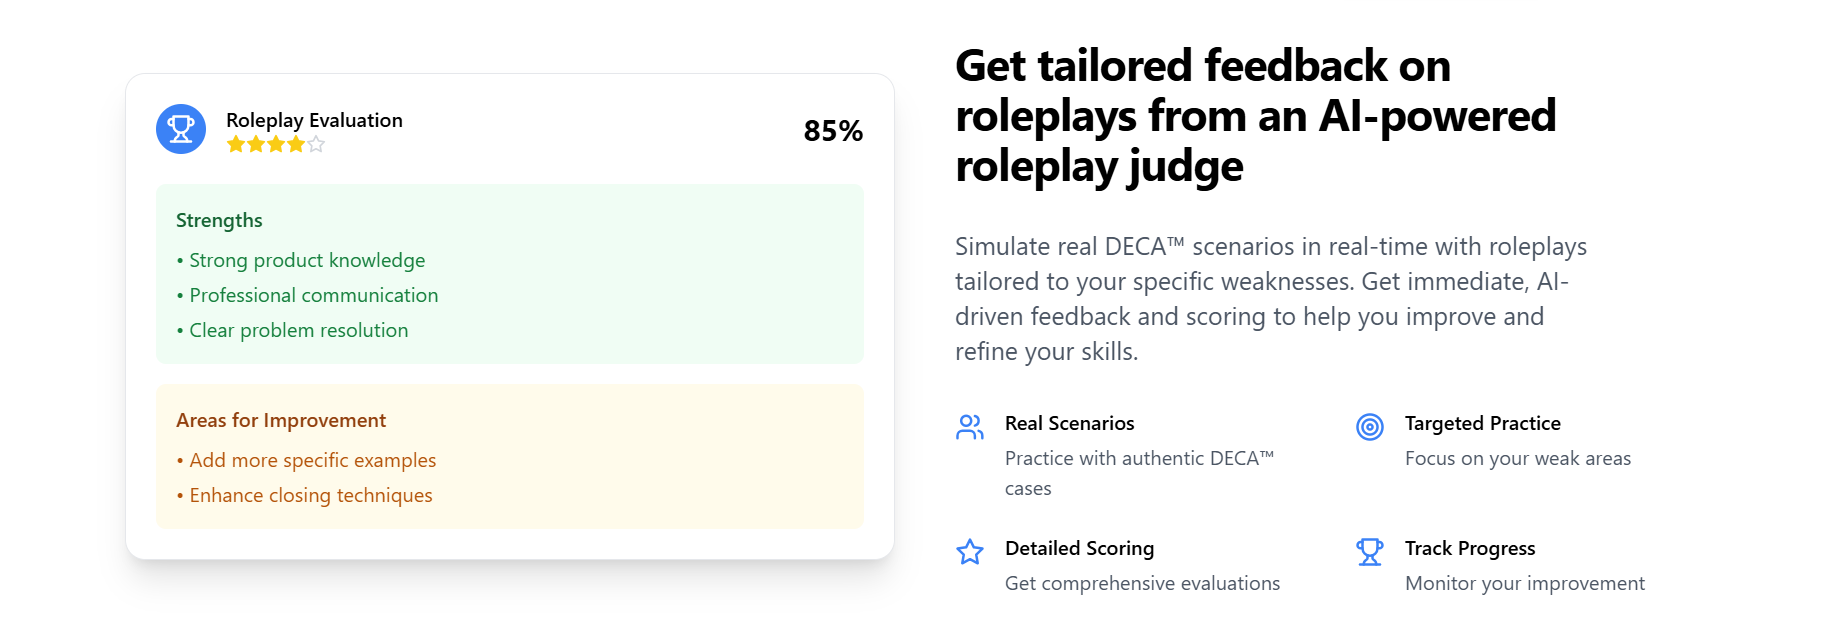 Roleplay Evaluation
85%
Strengths
• Strong product knowledge
• Professional communication
• Clear problem resolution
Areas for Improvement
• Add more specific examples
• Enhance closing techniques
Get tailored feedback on
roleplays from an AI-powered
roleplay judge
Simulate real DECA™ scenarios in real-time with roleplays
tailored to your specific weaknesses. Get immediate, AI-
driven feedback and scoring to help you improve and
refine your skills.
Real Scenarios
Practice with authentic DECA™
cases
Targeted Practice
Focus on your weak areas
Detailed Scoring
Get comprehensive evaluations
Track Progress
Monitor your improvement